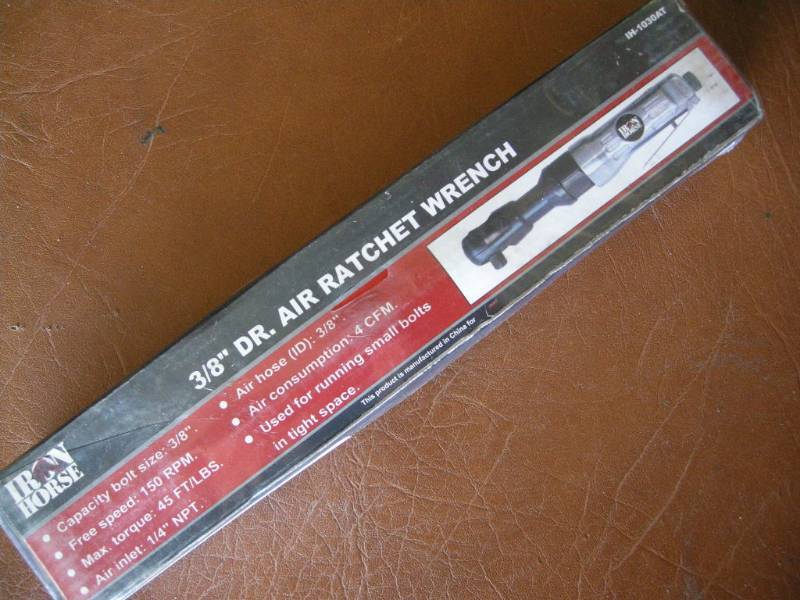 IH-1030AT
IRON
HORSE
3/8" DR. AIR RATCHET WRENCH
IRON
HORSE
• Capacity bolt size: 3/8".
• Free speed: 150 RPM.
• Max. torque: 45 FT/LBS.
• Air inlet: 1/4" NPT.
• Air hose (ID): 3/8".
• Air consumption: 4 CFM.
• Used for running small bolts
in tight space.
This product is manufactured in China for